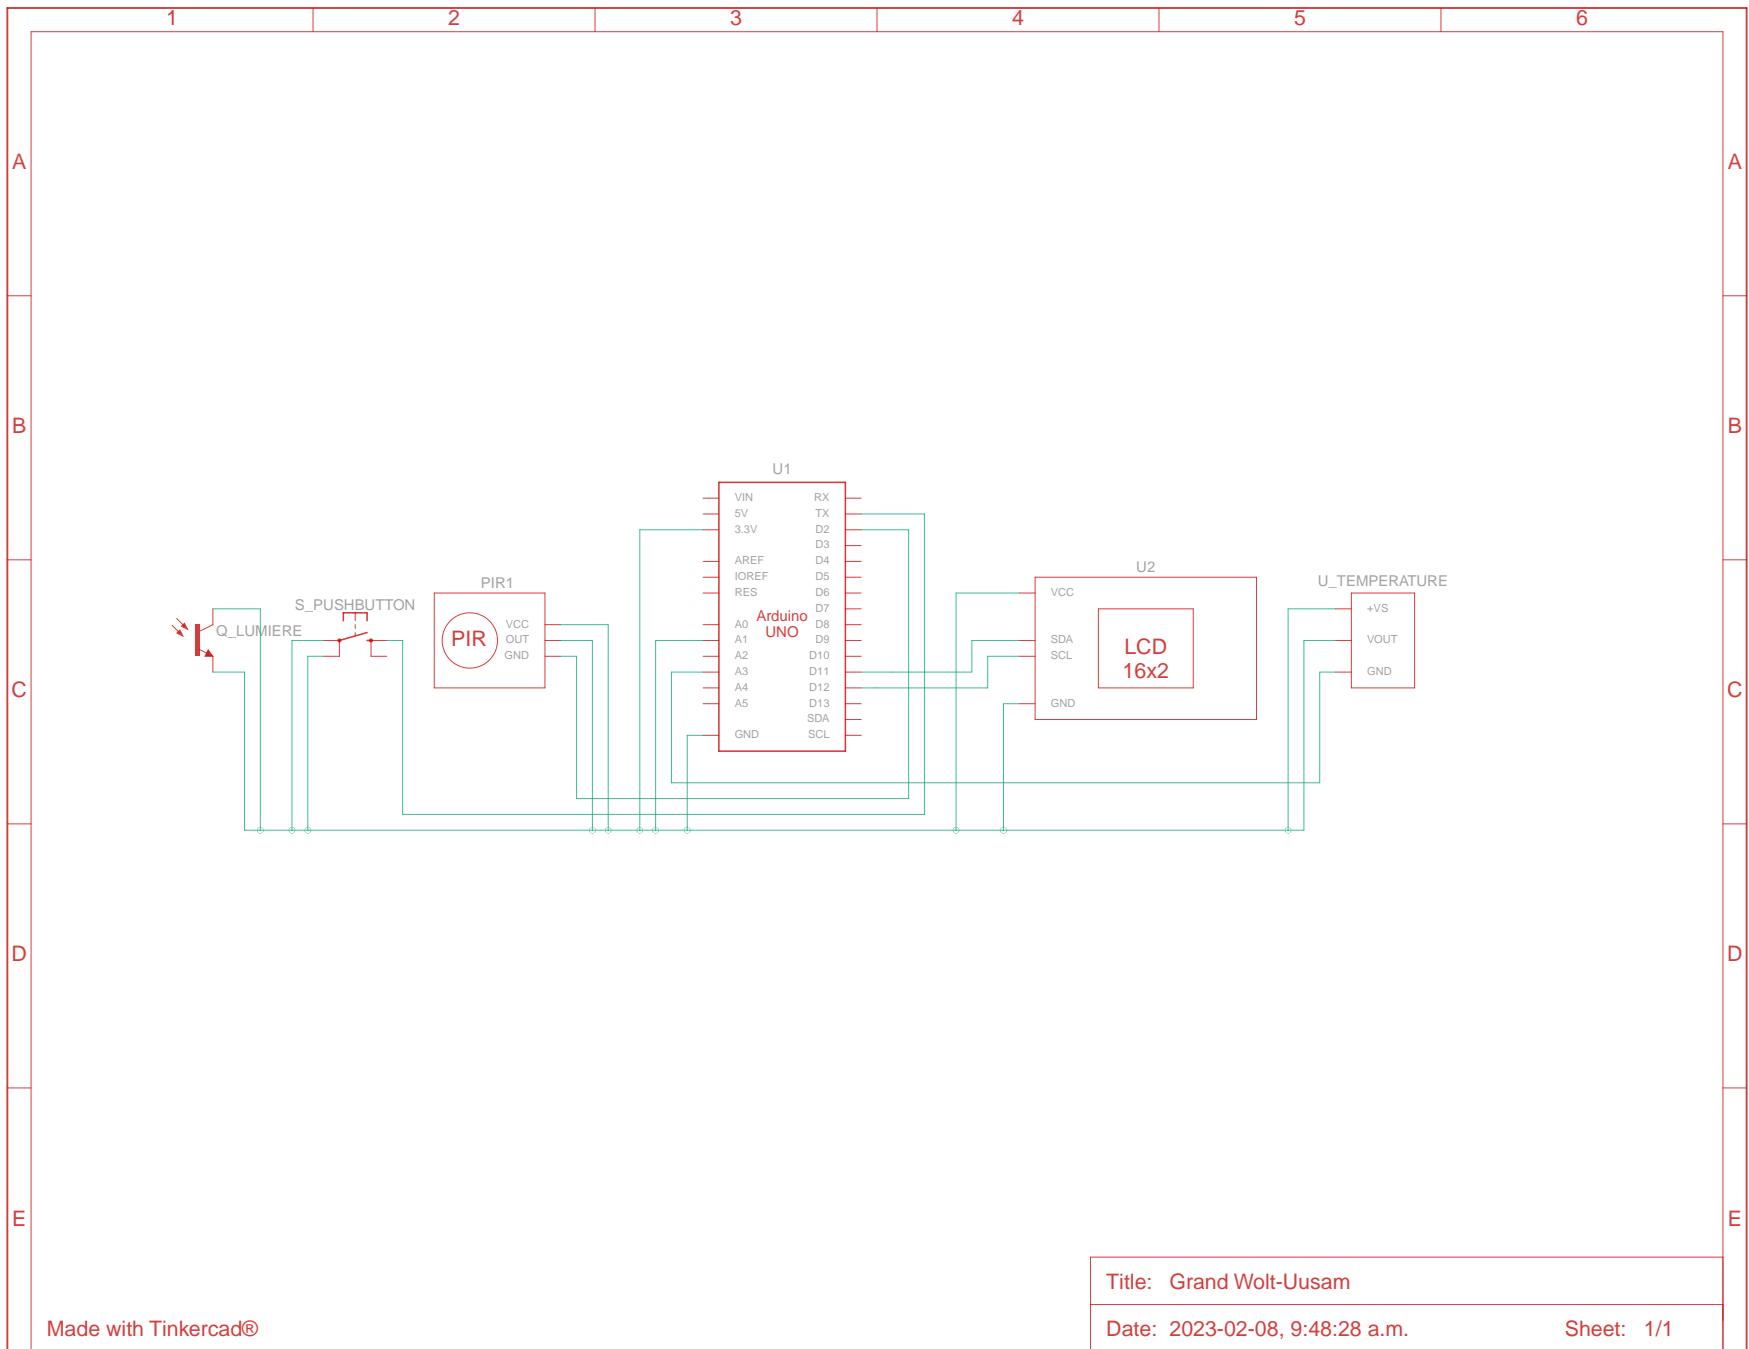 1 2 3 4 5 6
A A
B B
U1
VIN RX
5V TX
3.3V D2
D3
AREF D4
IOREF D5
RES D6
D7
A0 D8
A1 D9
A2 D10
A3 D11
A4 D12
A5 D13
SDA
GND SCL
Arduino
UNO
Q_LUMIERE
S_PUSHBUTTON
PIR1
PIR
VCC
OUT
GND
U2
VCC
SDA
SCL
GND
LCD
16x2
U_TEMPERATURE
+VS
VOUT
GND
C C
D D
E E
Title: Grand Wolt-Uusam
Made with Tinkercad®
Date: 2023-02-08, 9:48:28 a.m. Sheet: 1/1